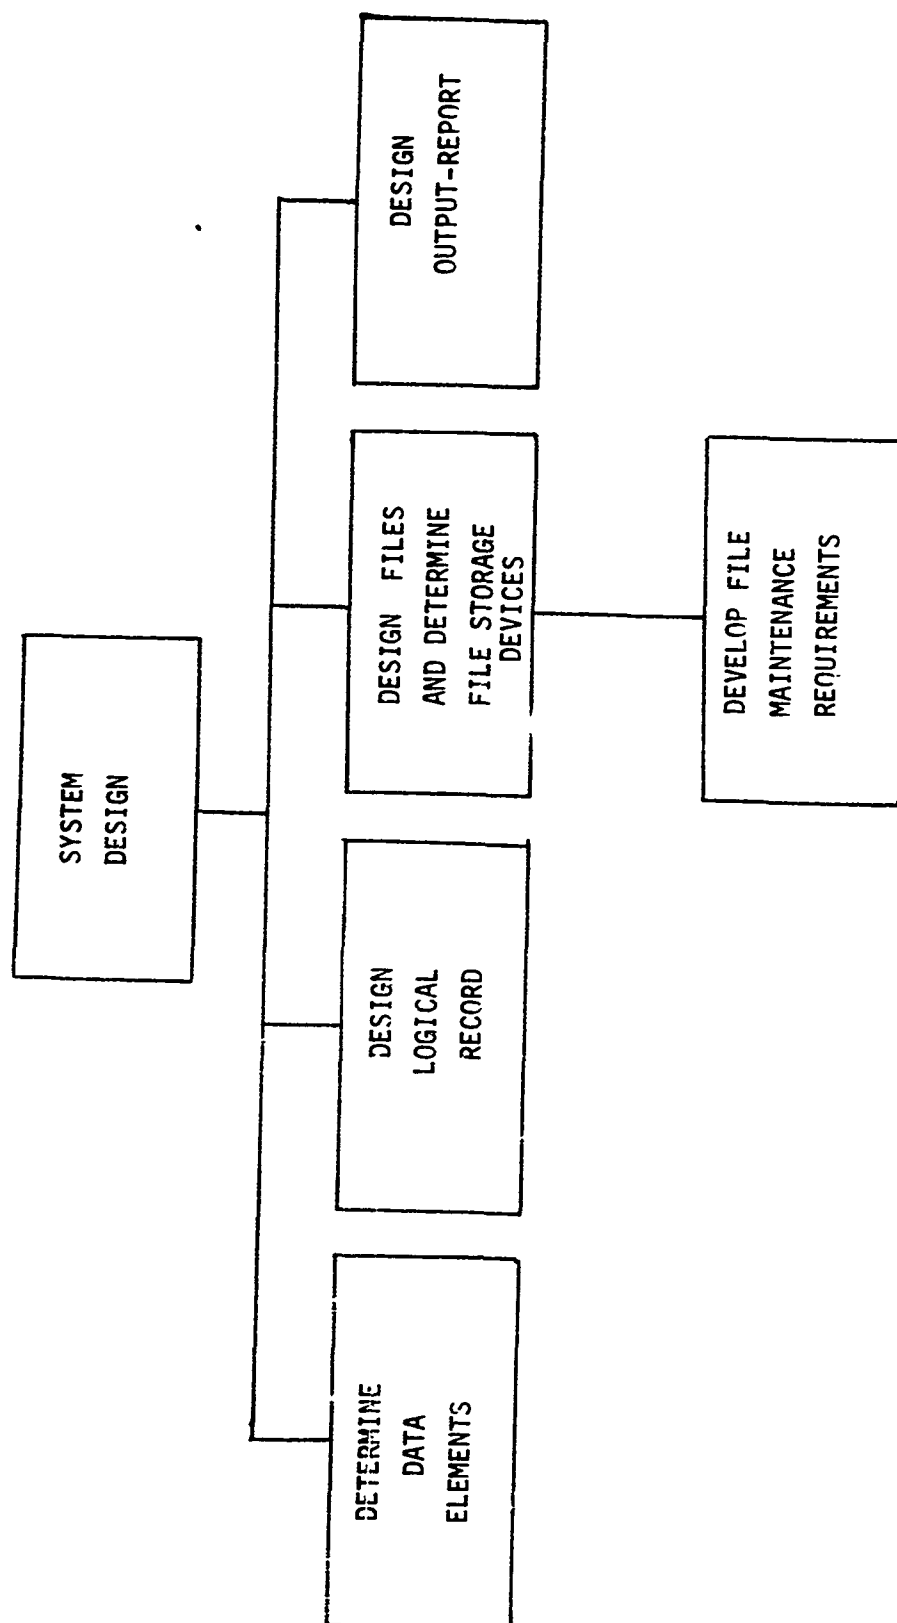 SYSTEM
DESIGN
DETERMINE
DATA
ELEMENTS
DESIGN
LOGICAL
RECORD
DESIGN FILES
AND DETERMINE
FILE STORAGE
DEVICES
DESIGN
OUTPUT-REPORT
DEVELOP FILE
MAINTENANCE
REQUIREMENTS